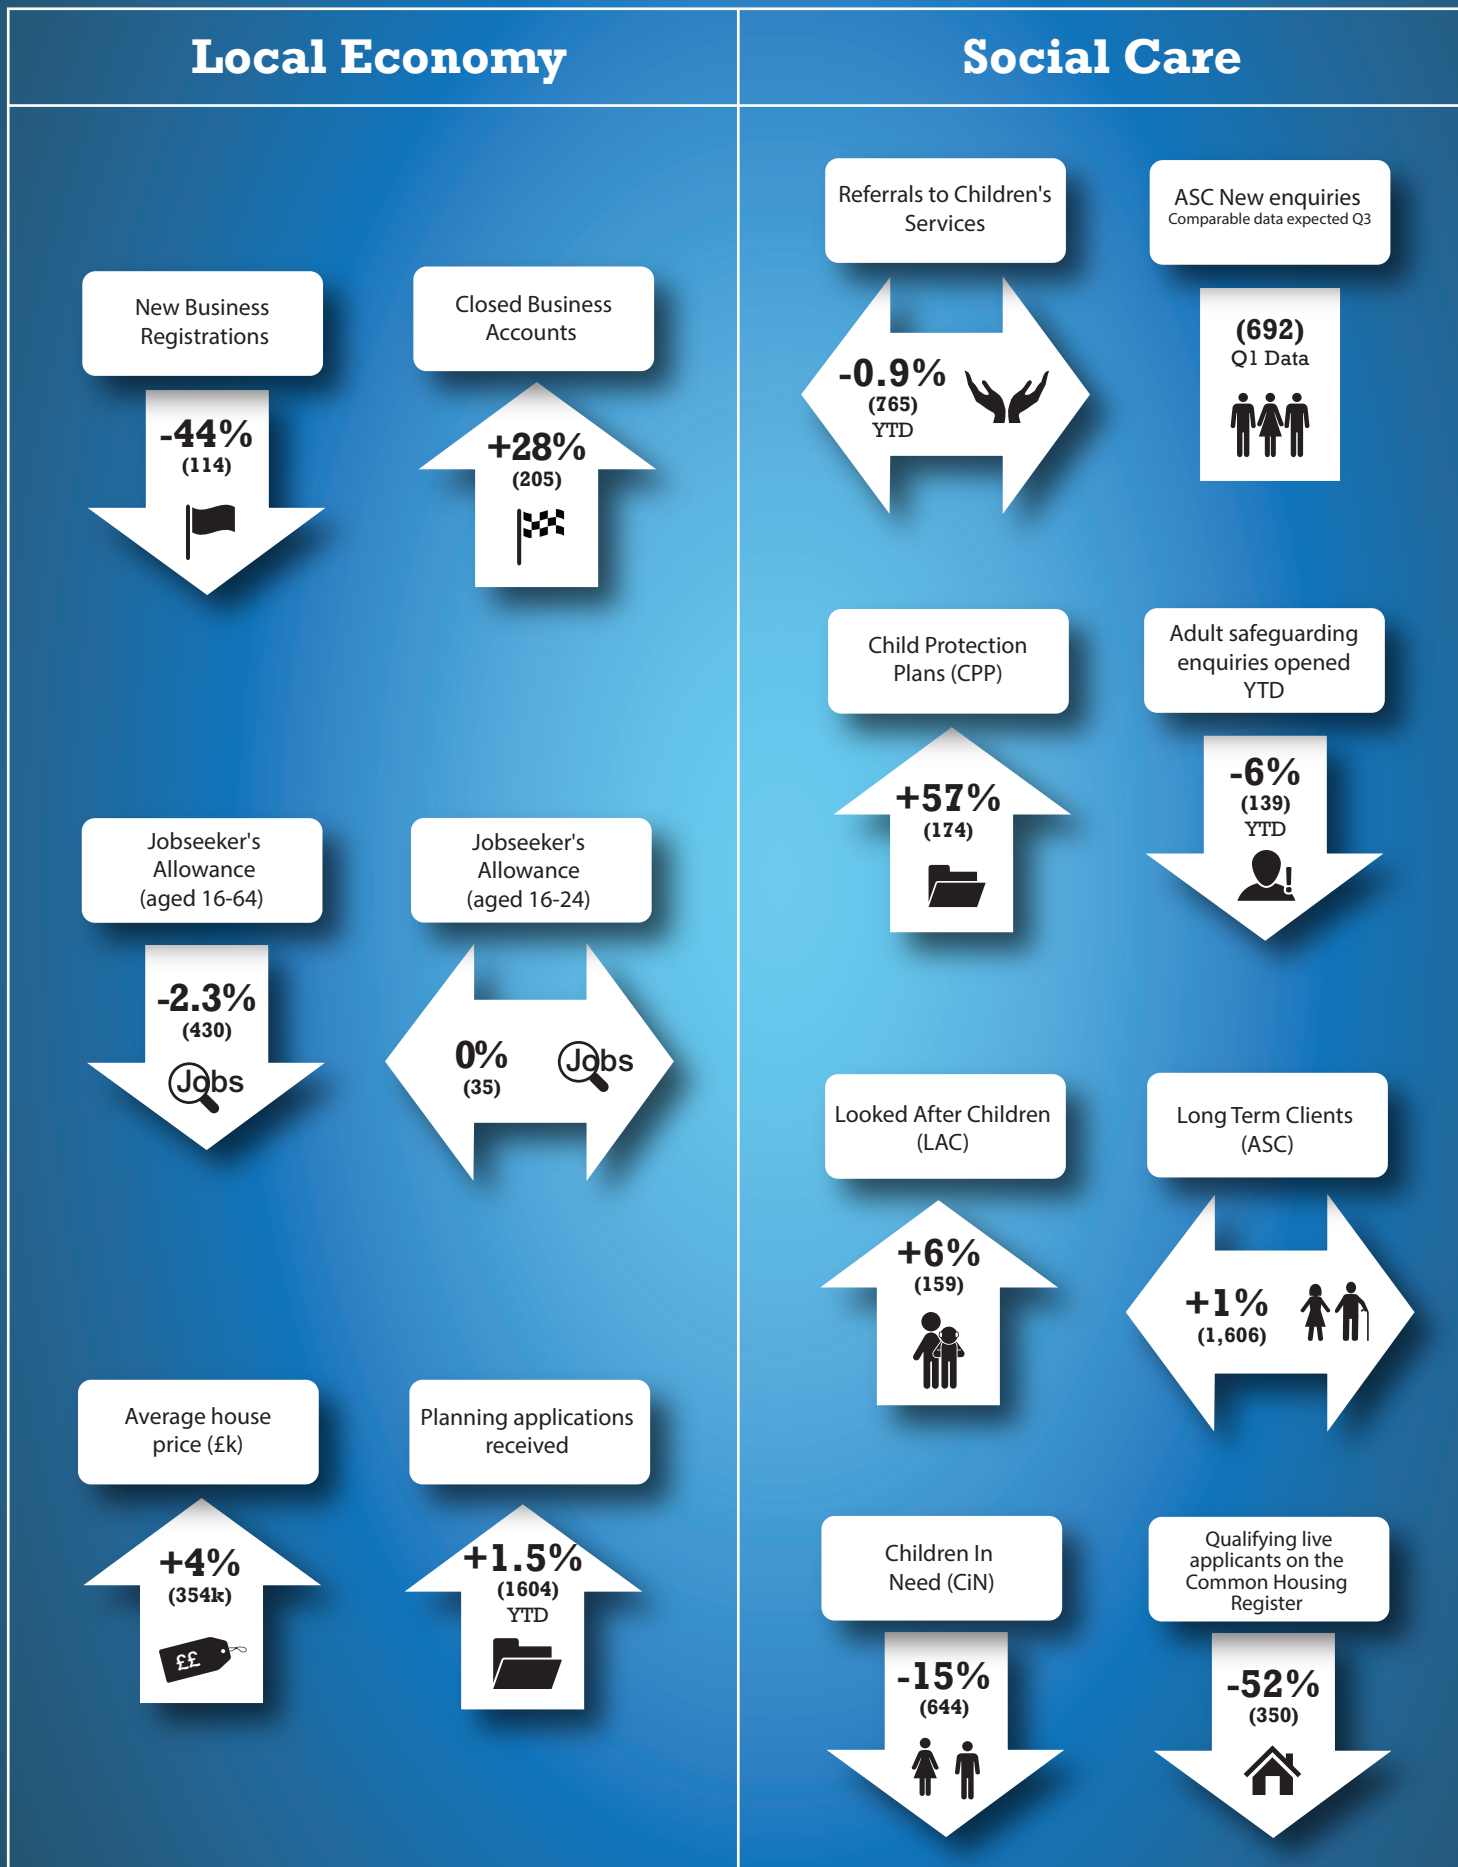 Local Economy
Social Care
New Business
Registrations
-44%
(114)
Closed Business
Accounts
+28%
(205)
Jobseeker's
Allowance
(aged 16-64)
-2.3%
(430)
Jobs
Jobseeker's
Allowance
(aged 16-24)
0%
(35)
Jobs
Average house
price (£k)
+4%
(354k)
££
Planning applications
received
+1.5%
(1604)
YTD
Referrals to Children's
Services
-0.9%
(765)
YTD
ASC New enquiries
Comparable data expected Q3
(692)
Q1 Data
Child Protection
Plans (CPP)
+57%
(174)
Adult safeguarding
enquiries opened
YTD
-6%
(139)
YTD
!
Looked After Children
(LAC)
+6%
(159)
Long Term Clients
(ASC)
+1%
(1,606)
Children In
Need (CiN)
-15%
(644)
Qualifying live
applicants on the
Common Housing
Register
-52%
(350)